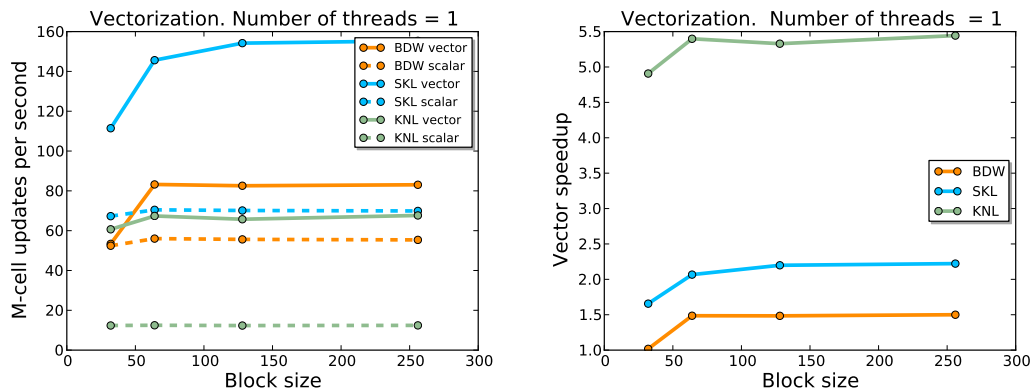 Vectorization. Number of threads = 1
M-cell updates per second
160
140
120
100
80
60
40
20
0
0 50 100 150 200 250 300
Block size
BDW vector
BDW scalar
SKL vector
SKL scalar
KNL vector
KNL scalar
Vectorization. Number of threads = 1
Vector speedup
5.5
5.0
4.5
4.0
3.5
3.0
2.5
2.0
1.5
1.0
0 50 100 150 200 250 300
Block size
BDW
SKL
KNL